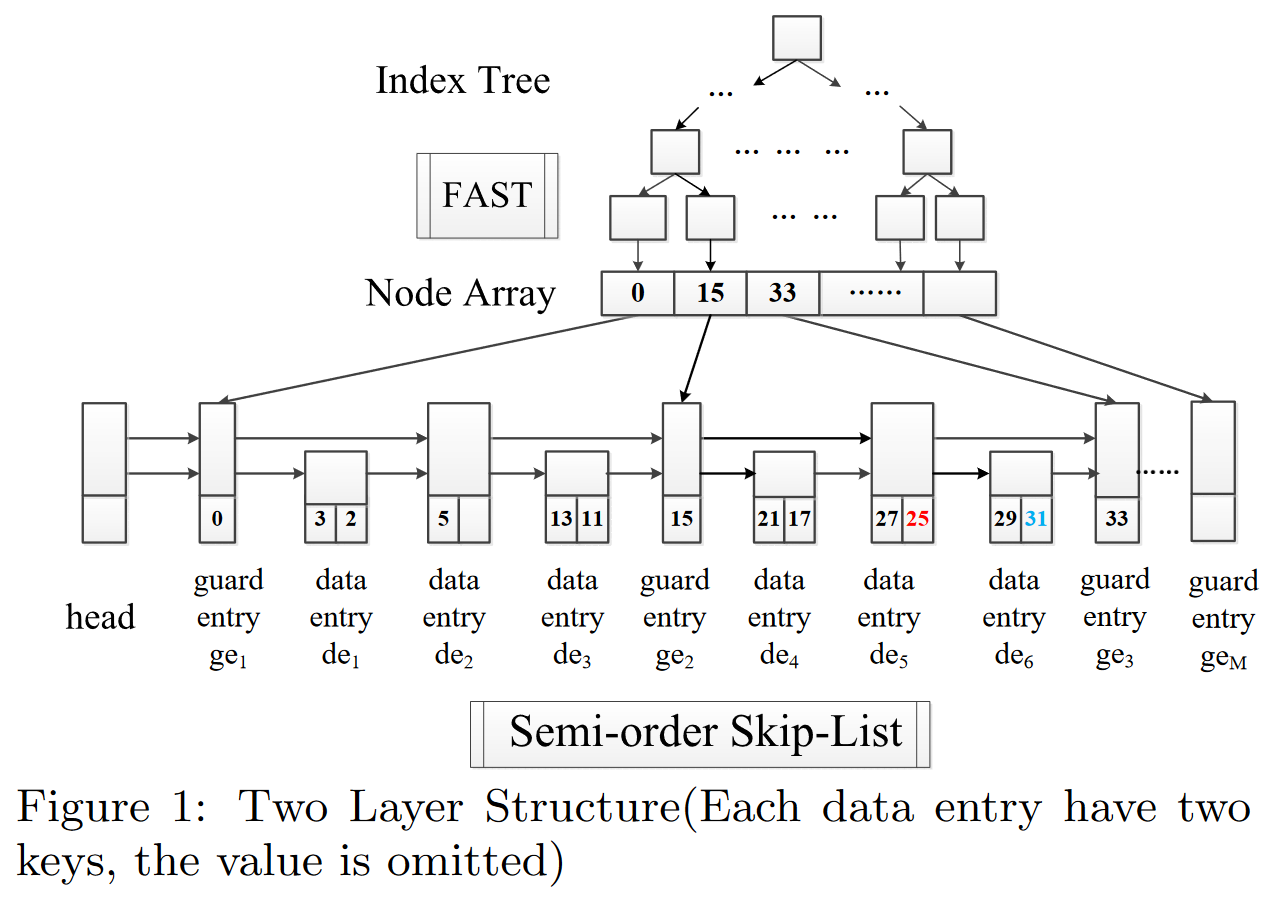 Index Tree
...
...
... ... ...
FAST
... ...
Node Array
0 15 33 ......
......
0 3 2 5 13 11 15 21 17 27 25 29 31 33
head
guard entry ge1
data entry de1
data entry de2
data entry de3
guard entry ge2
data entry de4
data entry de5
data entry de6
guard entry ge3
guard entry geM
Semi-order Skip-List
Figure 1: Two Layer Structure(Each data entry have two
keys, the value is omitted)